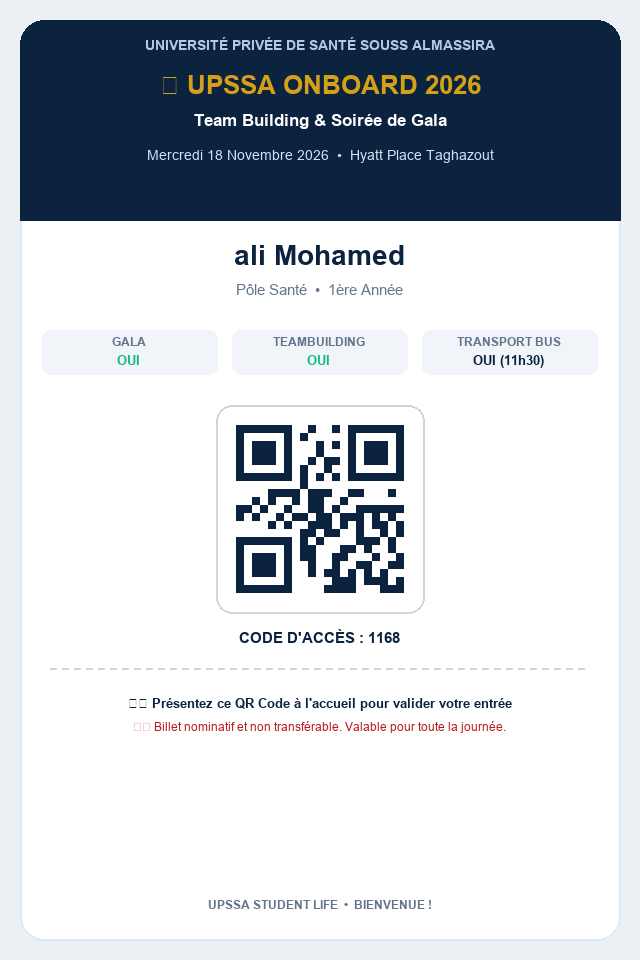 UNIVERSITÉ PRIVÉE DE SANTÉ SOUSS ALMASSIRA
UPSSA ONBOARD 2026
Team Building & Soirée de Gala
Mercredi 18 Novembre 2026 • Hyatt Place Taghazout
ali Mohamed
Pôle Santé • 1ère Année
GALA
OUI
TEAMBUILDING
OUI
TRANSPORT BUS
OUI (11h30)
CODE D'ACCÈS : 1168
Présentez ce QR Code à l'accueil pour valider votre entrée
Billet nominatif et non transférable. Valable pour toute la journée.
UPSSA STUDENT LIFE • BIENVENUE !